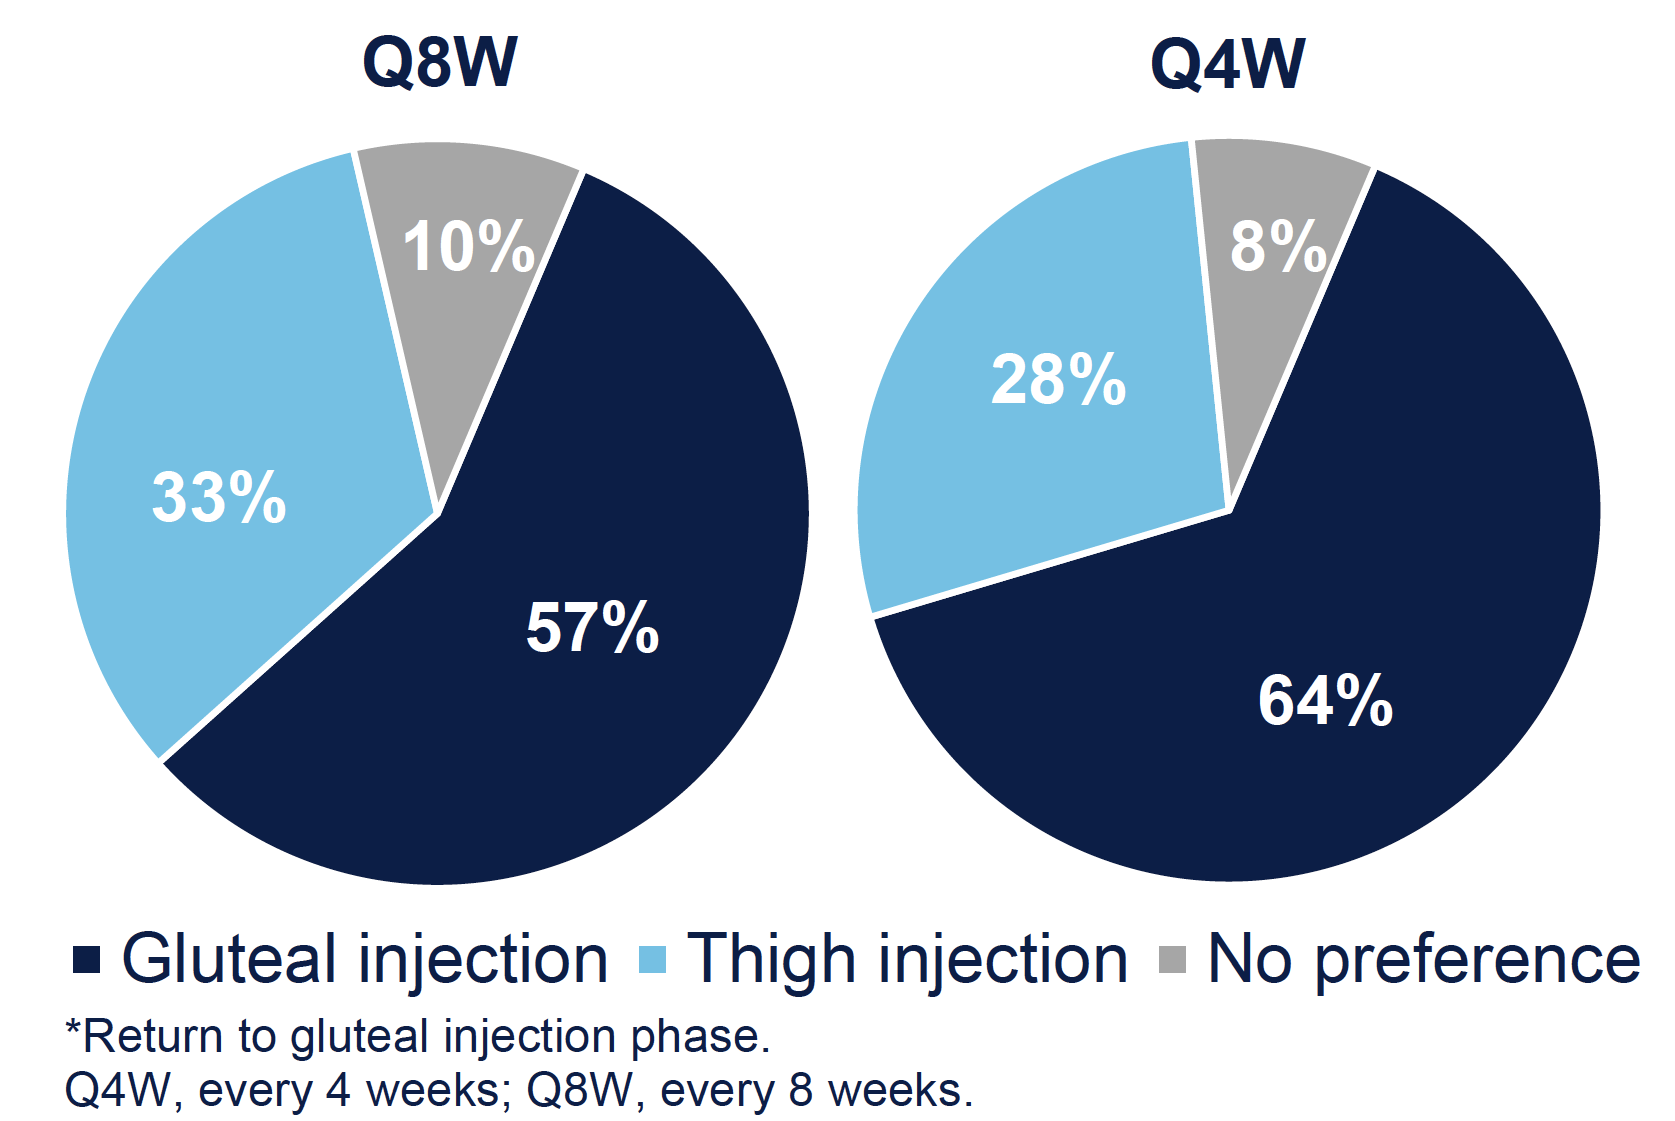 Q8W
Q4W
10%
33%
57%
8%
28%
64%
Gluteal injection Thigh injection No preference
*Return to gluteal injection phase.
Q4W, every 4 weeks; Q8W, every 8 weeks.